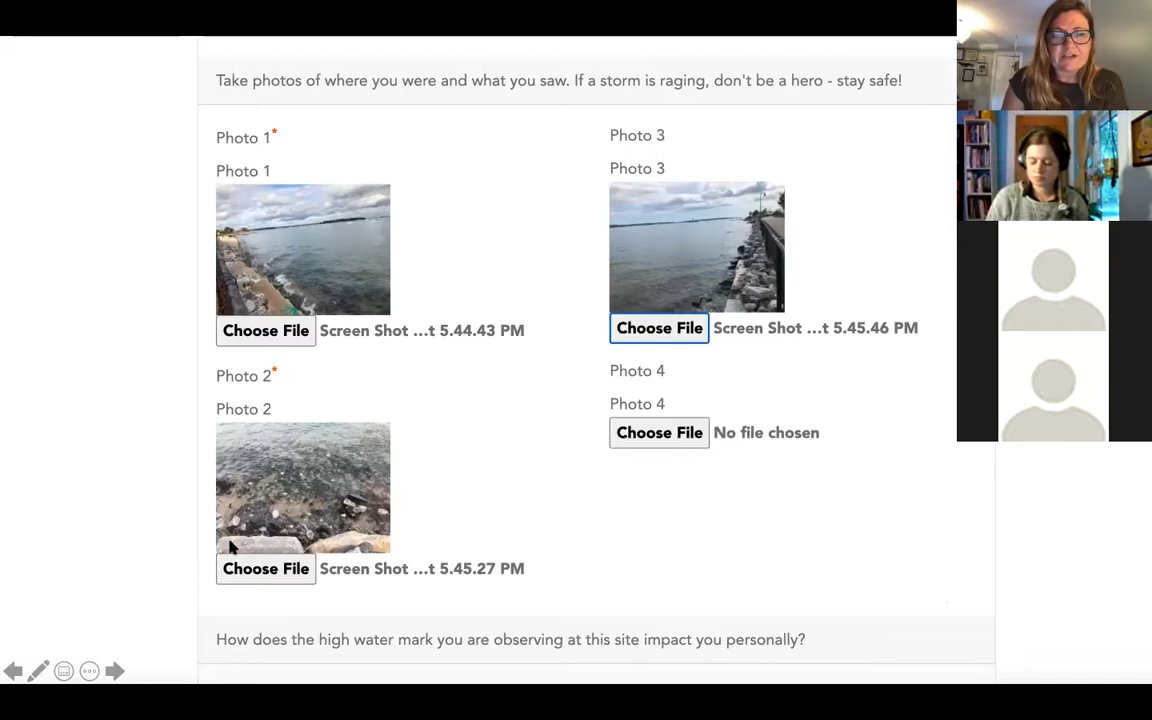 Take photos of where you were and what you saw. If a storm is raging, don't be a hero - stay safe!
Photo 1*
Photo 1
Choose File Screen Shot ...t 5.44.43 PM
Photo 2*
Photo 2
Choose File Screen Shot ...t 5.45.27 PM
Photo 3
Photo 3
Choose File Screen Shot ...t 5.45.46 PM
Photo 4
Photo 4
Choose File No file chosen
How does the high water mark you are observing at this site impact you personally?